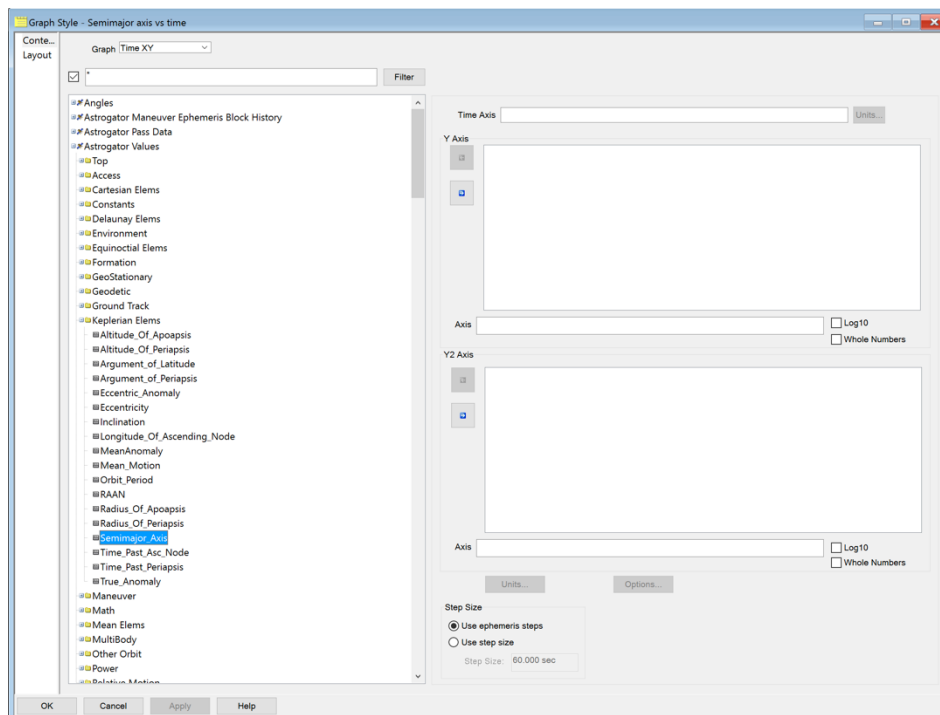 Graph Style - Semimajor axis vs time
Conte...
Layout
Graph Time XY
*
Filter
Angles
Astrogator Maneuver Ephemeris Block History
Astrogator Pass Data
Astrogator Values
Top
Access
Cartesian Elems
Constants
Delaunay Elems
Environment
Equinoctial Elems
Formation
GeoStationary
Geodetic
Ground Track
Keplerian Elems
Altitude_Of_Apoapsis
Altitude_Of_Periapsis
Argument_of_Latitude
Argument_of_Periapsis
Eccentric_Anomaly
Eccentricity
Inclination
Longitude_Of_Ascending_Node
MeanAnomaly
Mean_Motion
Orbit_Period
RAAN
Radius_Of_Apoapsis
Radius_Of_Periapsis
Semimajor_Axis
Time_Past_Asc_Node
Time_Past_Periapsis
True_Anomaly
Maneuver
Math
Mean Elems
MultiBody
Other Orbit
Power
Relative Motion
Time Axis
Units...
Y Axis
Axis
Log10
Whole Numbers
Y2 Axis
Axis
Log10
Whole Numbers
Units...
Options...
Step Size
Use ephemeris steps
Use step size
Step Size: 60.000 sec
OK
Cancel
Apply
Help